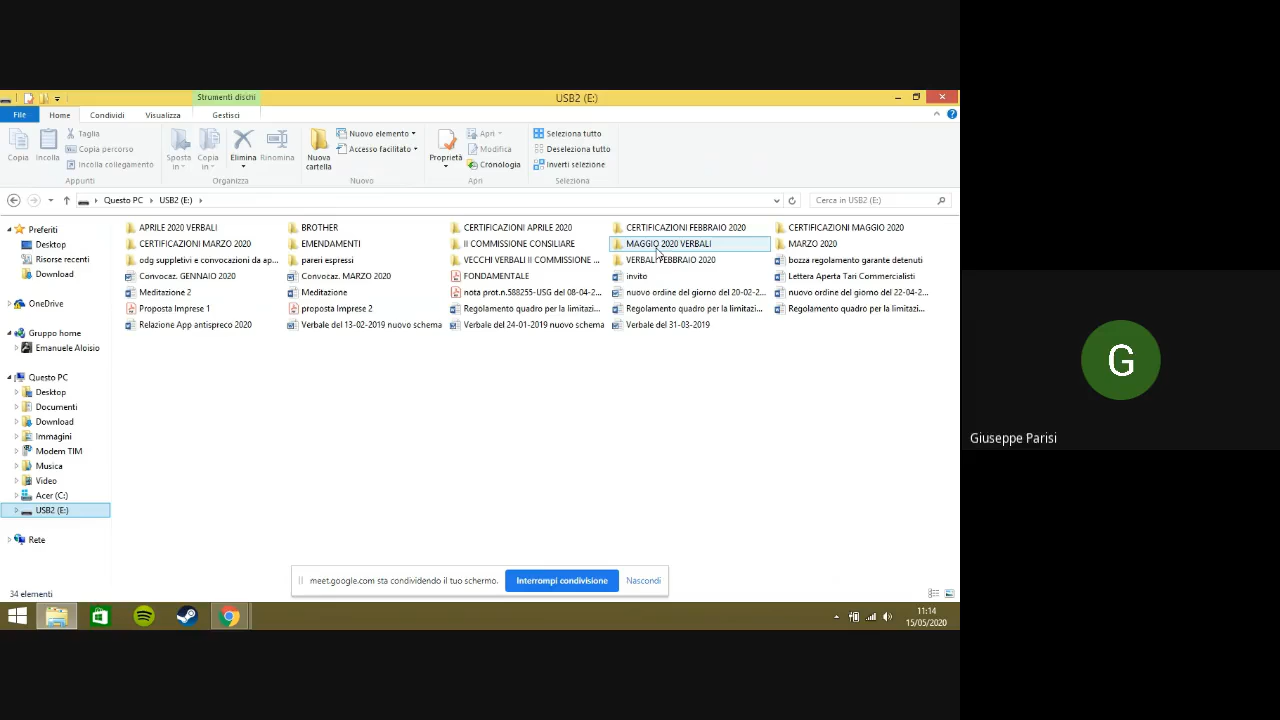 Strumenti dischi
USB2 (E:)
File
Home
Condividi
Visualizza
Gestisci
Copia
Incolla
Taglia
Copia percorso
Incolla collegamento
Appunti
Sposta in
Copia in
Elimina
Rinomina
Organizza
Nuova cartella
Nuovo elemento
Accesso facilitato
Nuovo
Proprietà
Apri
Modifica
Cronologia
Apri
Seleziona tutto
Deseleziona tutto
Inverti selezione
Seleziona
Questo PC
USB2 (E:)
Cerca in USB2 (E:)
Preferiti
Desktop
Risorse recenti
Download
OneDrive
Gruppo home
Emanuele Aloisio
Questo PC
Desktop
Documenti
Download
Immagini
Modem TIM
Musica
Video
Acer (C:)
USB2 (E:)
Rete
APRILE 2020 VERBALI
BROTHER
CERTIFICAZIONI APRILE 2020
CERTIFICAZIONI FEBBRAIO 2020
CERTIFICAZIONI MAGGIO 2020
CERTIFICAZIONI MARZO 2020
EMENDAMENTI
II COMMISSIONE CONSILIARE
MAGGIO 2020 VERBALI
MARZO 2020
odg suppletivi e convocazioni da ap...
pareri espressi
VECCHI VERBALI II COMMISSIONE ...
VERBALI FEBBRAIO 2020
bozza regolamento garante detenuti
Convocaz. GENNAIO 2020
Convocaz. MARZO 2020
FONDAMENTALE
invito
Lettera Aperta Tari Commercialisti
Meditazione 2
Meditazione
nota prot.n.588255-USG del 08-04-2...
nuovo ordine del giorno del 20-02-2...
nuovo ordine del giorno del 22-04-2...
Proposta Imprese 1
proposta Imprese 2
Regolamento quadro per la limitazi...
Regolamento quadro per la limitazi...
Regolamento quadro per la limitazi...
Relazione App antispreco 2020
Verbale del 13-02-2019 nuovo schema
Verbale del 24-01-2019 nuovo schema
Verbale del 31-03-2019
meet.google.com sta condividendo il tuo schermo.
Interrompi condivisione
Nascondi
34 elementi
11:14
15/05/2020
G
Giuseppe Parisi